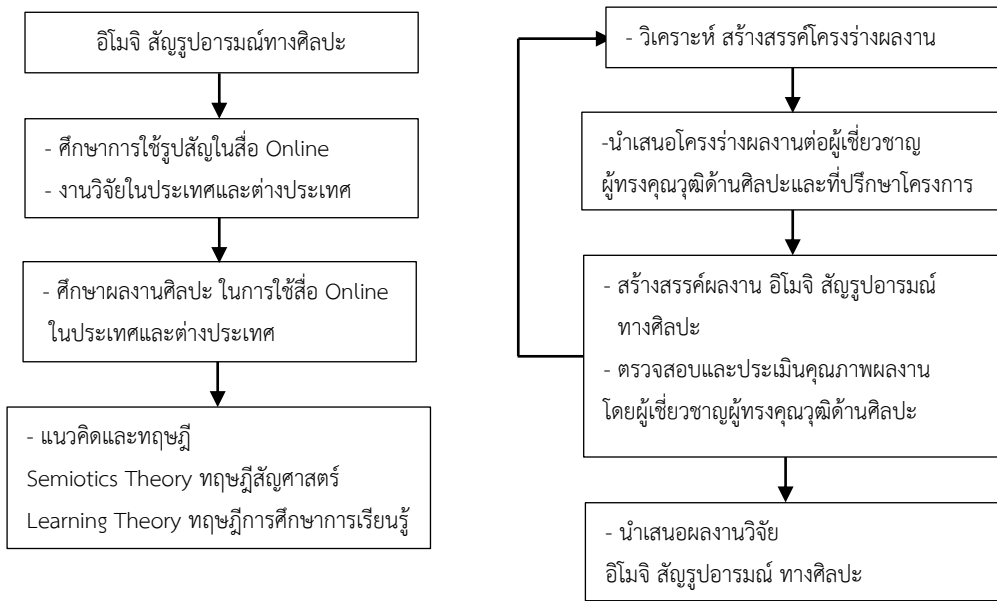 อิโมจิ สัญรูปอารมณ์ทางศิลปะ
- ศึกษาการใช้รูปสัญในสื่อ Online
- งานวิจัยในประเทศและต่างประเทศ
- ศึกษาผลงานศิลปะ ในการใช้สื่อ Online
ในประเทศและต่างประเทศ
- แนวคิดและทฤษฎี
Semiotics Theory ทฤษฎีสัญศาสตร์
Learning Theory ทฤษฎีการศึกษาการเรียนรู้
- วิเคราะห์ สร้างสรรค์โครงร่างผลงาน
-นำเสนอโครงร่างผลงานต่อผู้เชี่ยวชาญ
ผู้ทรงคุณวุฒิด้านศิลปะและที่ปรึกษาโครงการ
- สร้างสรรค์ผลงาน อิโมจิ สัญรูปอารมณ์
ทางศิลปะ
- ตรวจสอบและประเมินคุณภาพผลงาน
โดยผู้เชี่ยวชาญผู้ทรงคุณวุฒิด้านศิลปะ
- นำเสนอผลงานวิจัย
อิโมจิ สัญรูปอารมณ์ ทางศิลปะ